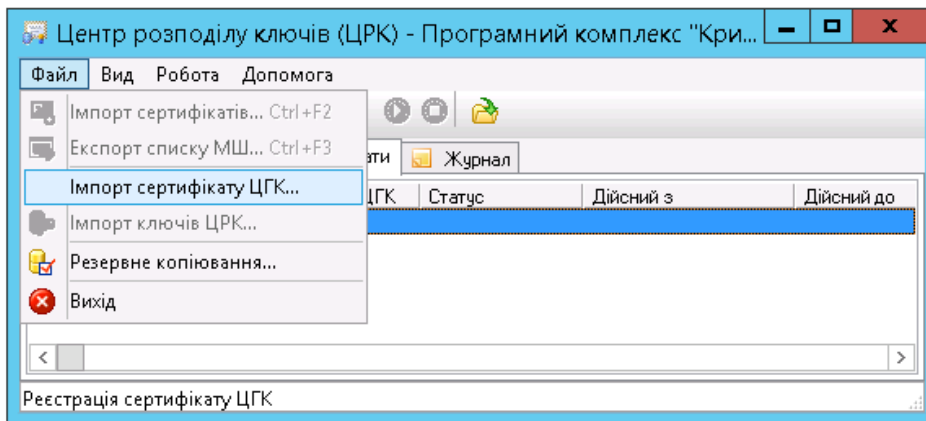 Центр розподілу ключів (ЦРК) - Програмний комплекс "Кри...
Файл Вид Робота Допомога
Імпорт сертифікатів... Ctrl+F2
Експорт списку МШ... Ctrl+F3
Журнал
Імпорт сертифікату ЦГК...
ЦГК Статус Дійсний з Дійсний до
Імпорт ключів ЦРК...
Резервне копіювання...
Вихід
Реєстрація сертифікату ЦГК